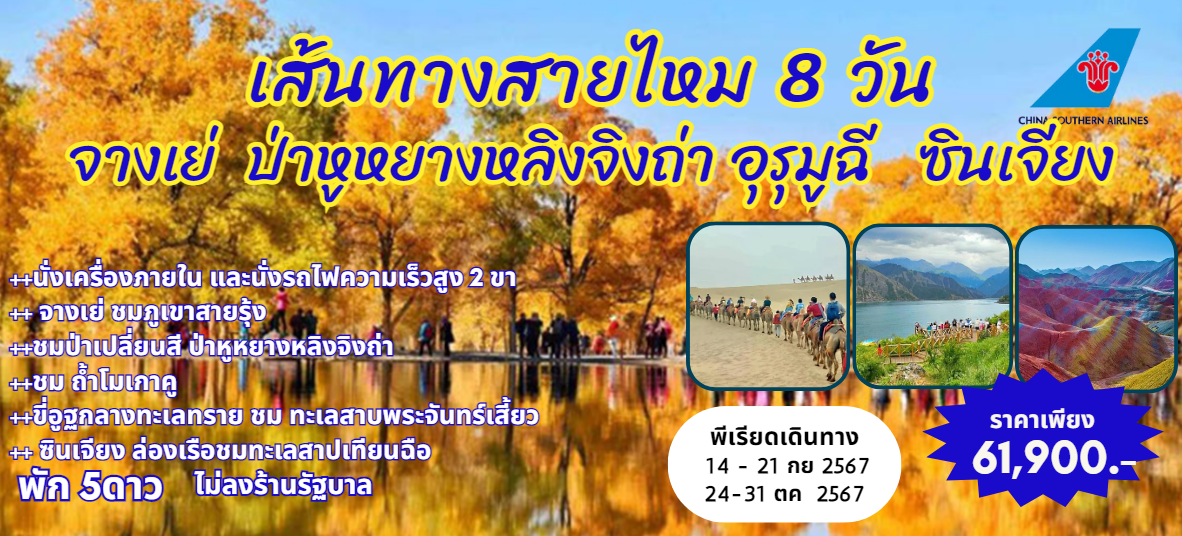 เส้นทางสายไหม 8 วัน
CHINA SOUTHERN AIRLINES
จางเย่ ป่าหูหยางหลิงจิงถ่า อุรุมูฉี ซินเจียง
++นั่งเครื่องภายใน และนั่งรถไฟความเร็วสูง 2 ขา
++ จางเย่ ชมภูเขาสายรุ้ง
++ชมป่าเปลี่ยนสี ป่าหูหยางหลิงจิงถ่า
++ชม ถ้ำโมเกาคู
++ขี่อูฐกลางทะเลทราย ชม ทะเลสาบพระจันทร์เสี้ยว
++ ซินเจียง ล่องเรือชมทะเลสาปเทียนฉือ
พัก 5ดาว ไม่ลงร้านรัฐบาล
พีเรียดเดินทาง
14 - 21 กย 2567
24-31 ตค 2567
ราคาเพียง
61,900.-